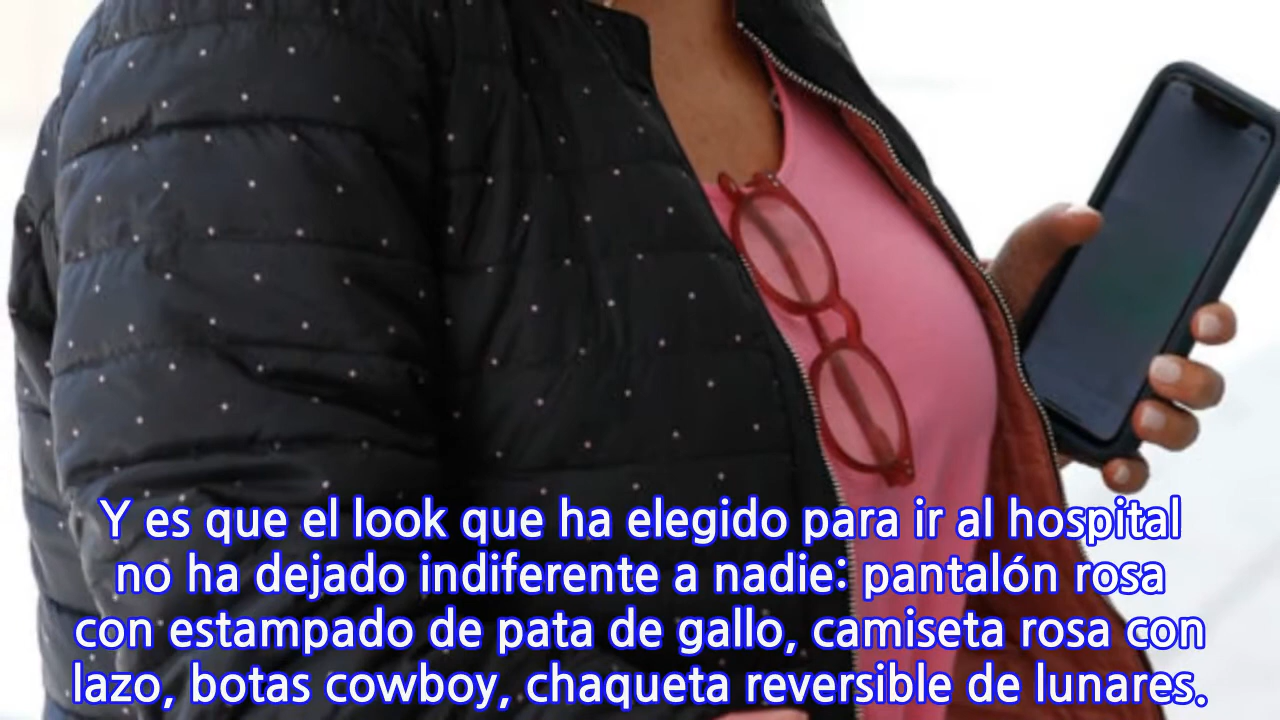 Y es que el look que ha elegido para ir al hospital
no ha dejado indiferente a nadie: pantalón rosa
con estampado de pata de gallo, camiseta rosa con
lazo, botas cowboy, chaqueta reversible de lunares.